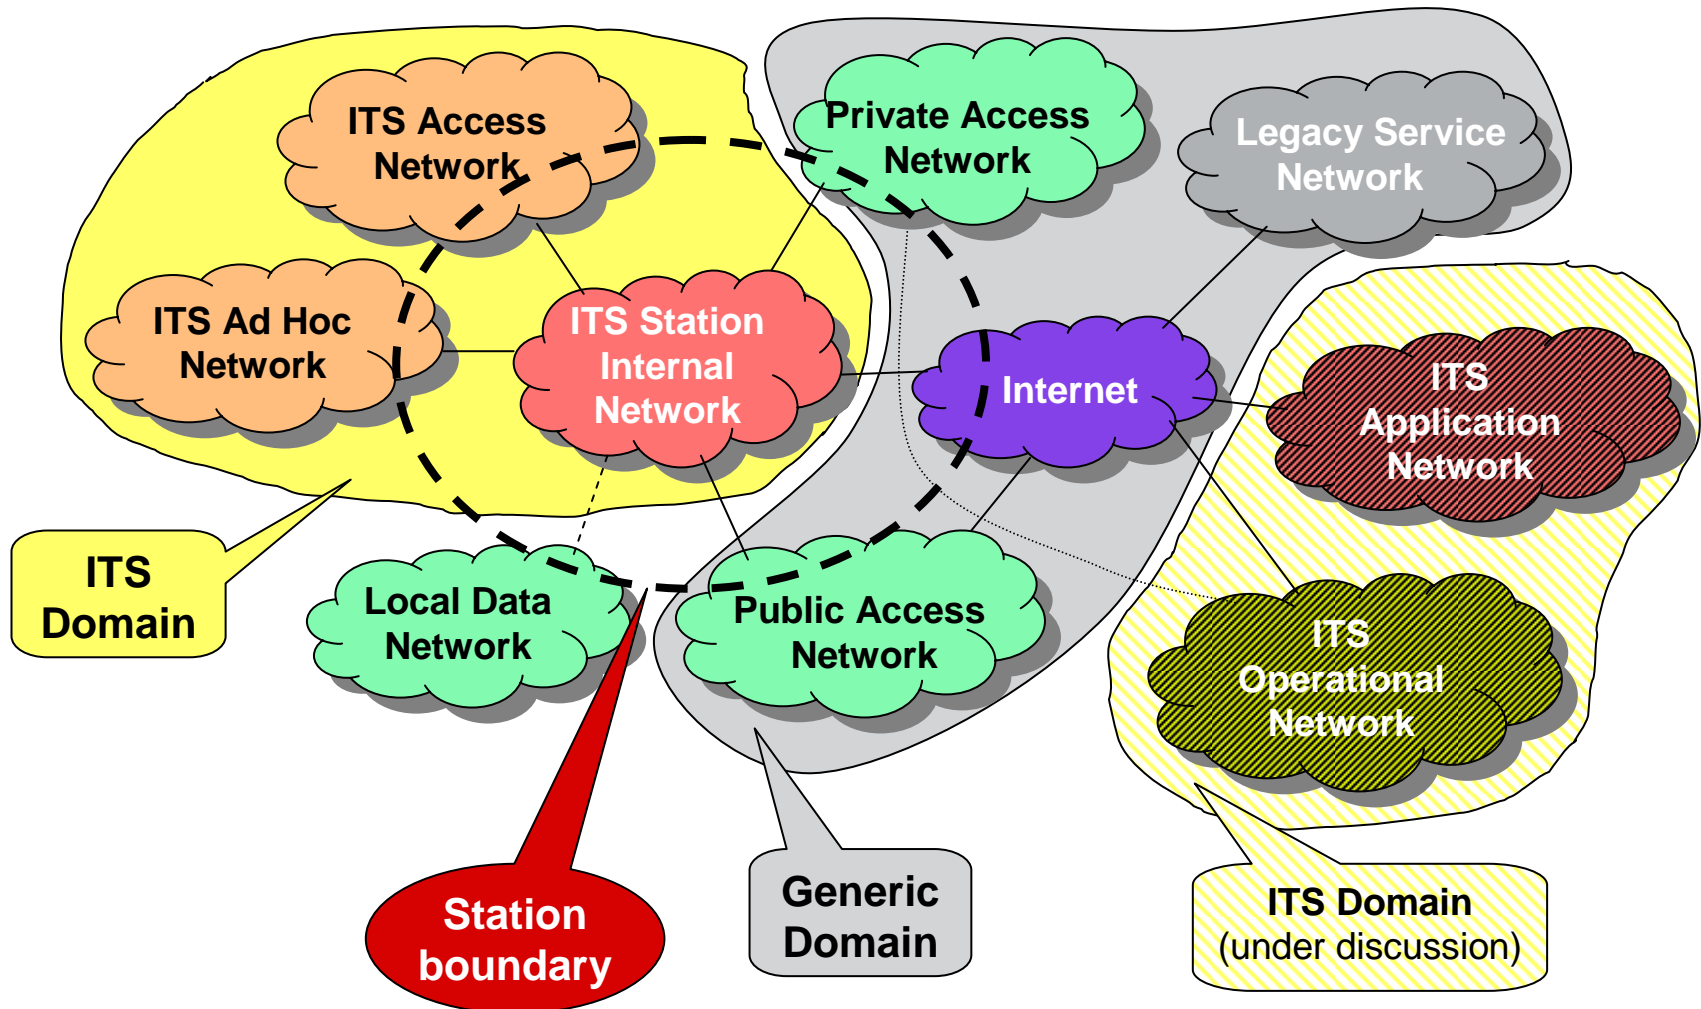 ITS Access
Network
Private Access
Network
Legacy Service
Network
ITS Ad Hoc
Network
ITS Station
Internal
Network
Internet
ITS
Application
Network
ITS
Domain
Local Data
Network
Public Access
Network
ITS
Operational
Network
Station
boundary
Generic
Domain
ITS Domain
(under discussion)